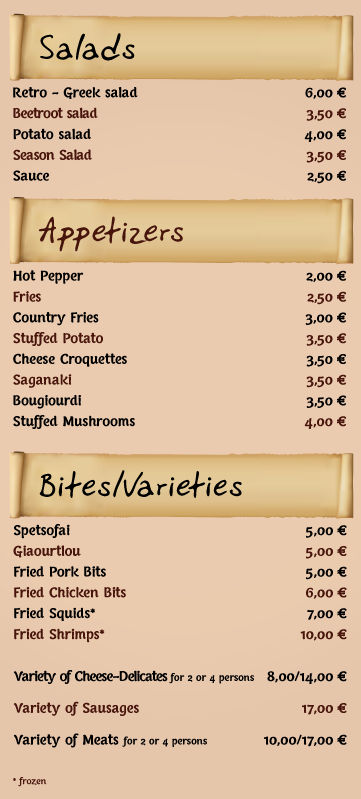 Salads
Retro - Greek salad 6,00 €
Beetroot salad 3,50 €
Potato salad 4,00 €
Season Salad 3,50 €
Sauce 2,50 €
Appetizers
Hot Pepper 2,00 €
Fries 2,50 €
Country Fries 3,00 €
Stuffed Potato 3,50 €
Cheese Croquettes 3,50 €
Saganaki 3,50 €
Bougiourdi 3,50 €
Stuffed Mushrooms 4,00 €
Bites/Varieties
Spetsofai 5,00 €
Giaourtlou 5,00 €
Fried Pork Bits 5,00 €
Fried Chicken Bits 6,00 €
Fried Squids* 7,00 €
Fried Shrimps* 10,00 €
Variety of Cheese-Delicates for 2 or 4 persons 8,00/14,00 €
Variety of Sausages 17,00 €
Variety of Meats for 2 or 4 persons 10,00/17,00 €
* frozen